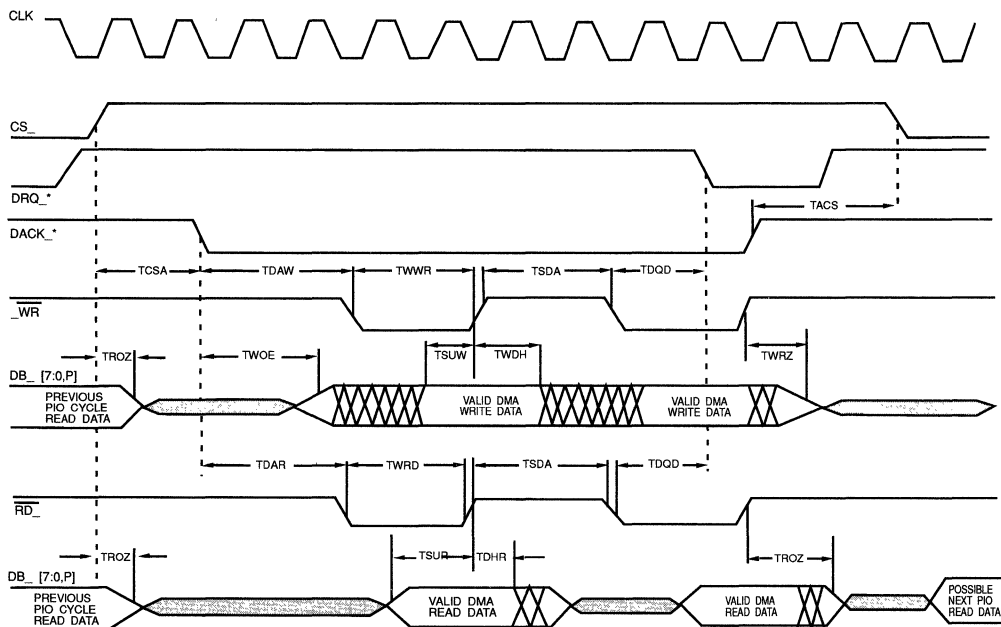 CLK
CS_
DRQ_*
TACS
DACK_*
TCSA TDAW TWWR TSDA TDQD
_WR
TROZ TWOE TSUW TWDH TWRZ
DB_ [7:0,P]
PREVIOUS
PIO CYCLE
READ DATA
VALID DMA
WRITE DATA
VALID DMA
WRITE DATA
TDAR TWRD TSDA TDQD
RD_
TROZ TSUR TDHR TROZ
DB_ [7:0,P]
PREVIOUS
PIO CYCLE
READ DATA
VALID DMA
READ DATA
VALID DMA
READ DATA
POSSIBLE
NEXT PIO
READ DATA